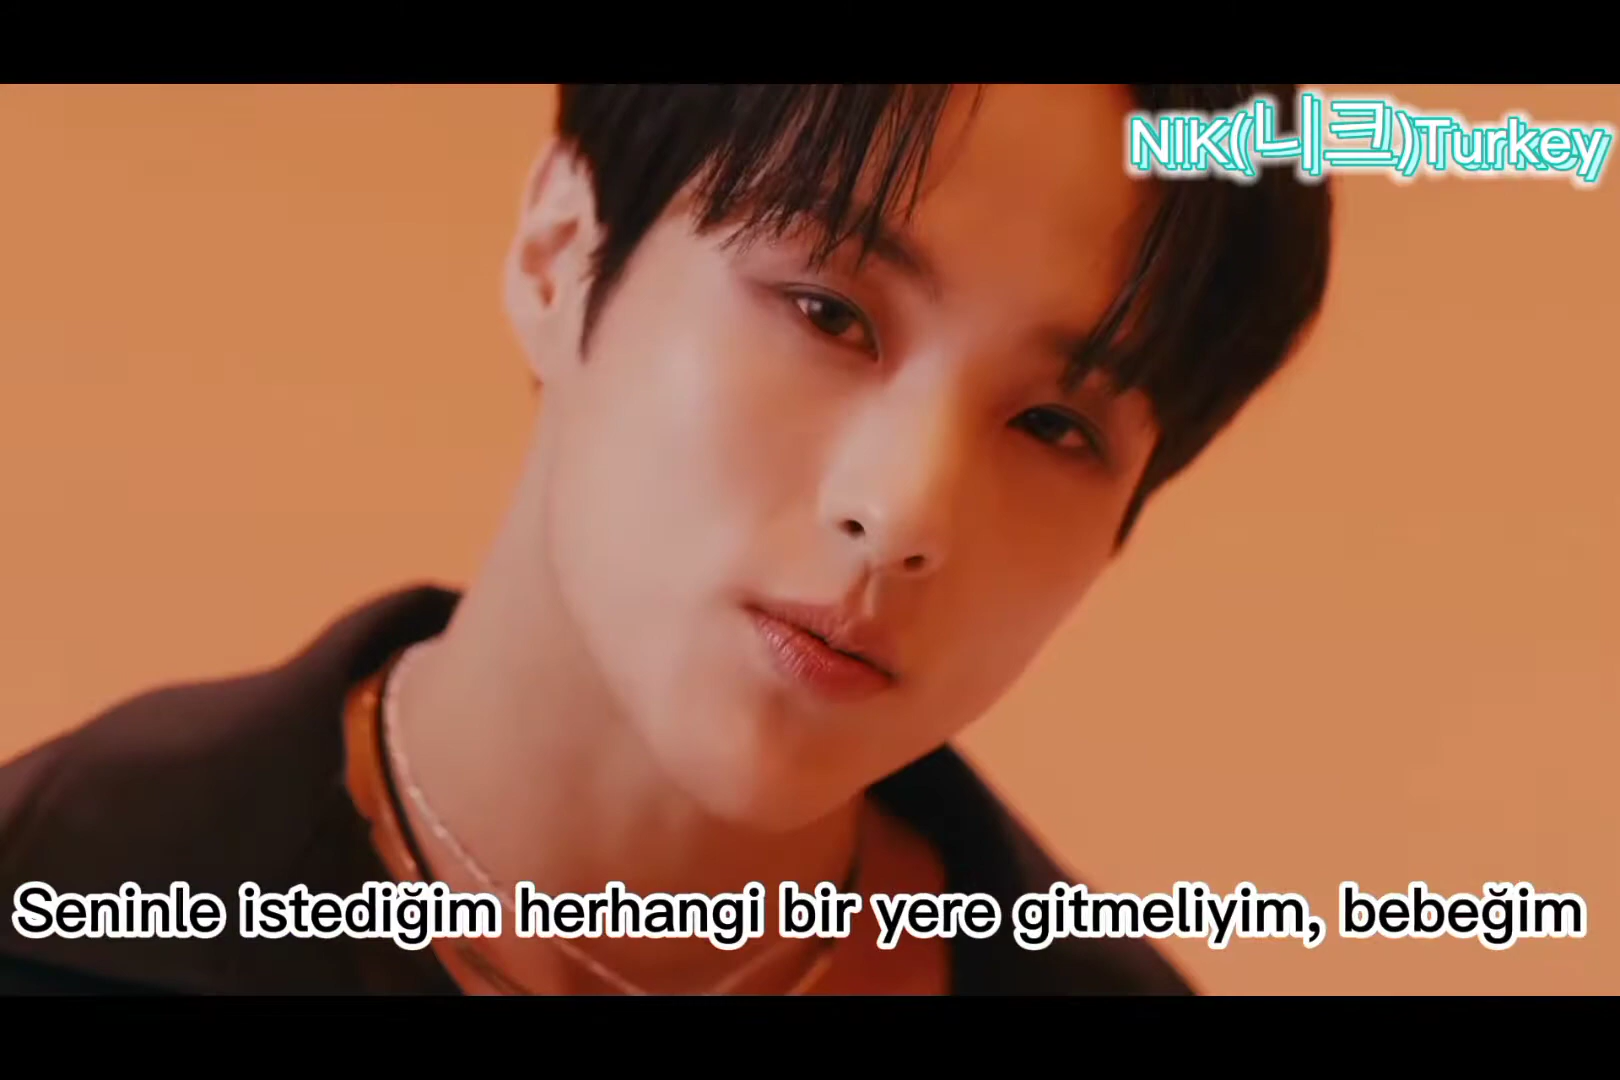 NIK(니크)Turkey
Seninle istediğim herhangi bir yere gitmeliyim, bebeğim